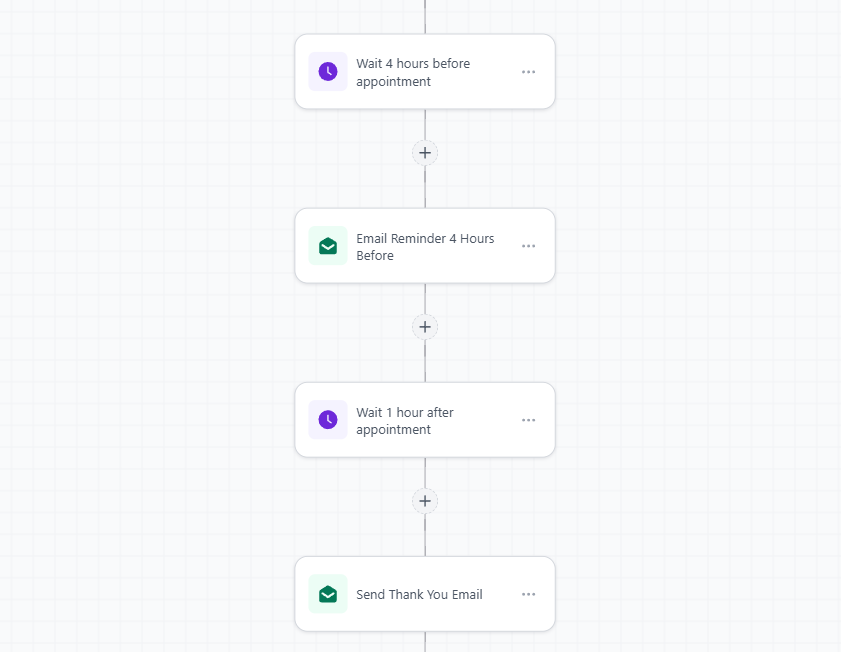 Wait 4 hours before
appointment
Email Reminder 4 Hours
Before
Wait 1 hour after
appointment
Send Thank You Email